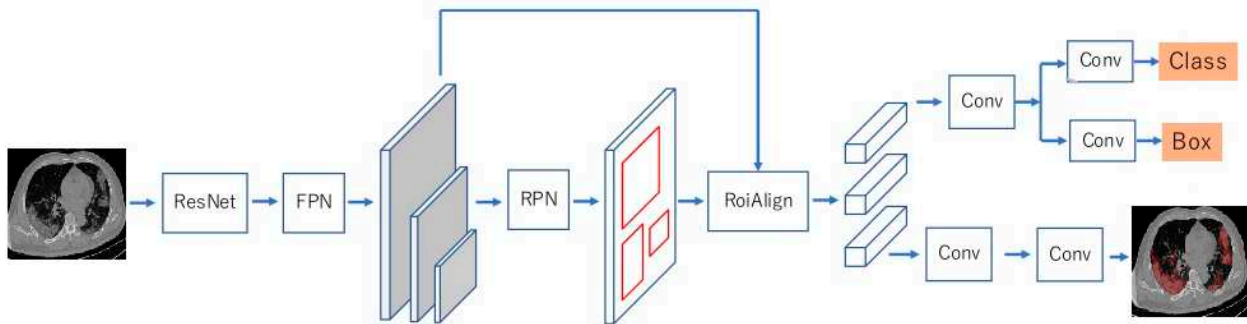 ResNet
FPN
RPN
RoiAlign
Conv
Conv
Class
Conv
Box
Conv
Conv